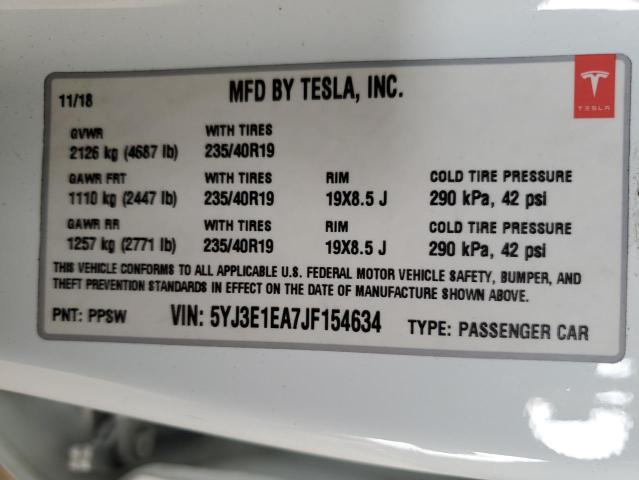 11/18 MFD BY TESLA, INC.
TESLA
GVWR WITH TIRES
2126 kg (4687 lb) 235/40R19
GAWR FRT WITH TIRES RIM COLD TIRE PRESSURE
1110 kg (2447 lb) 235/40R19 19X8.5 J 290 kPa, 42 psi
GAWR RR WITH TIRES RIM COLD TIRE PRESSURE
1257 kg (2771 lb) 235/40R19 19X8.5 J 290 kPa, 42 psi
THIS VEHICLE CONFORMS TO ALL APPLICABLE U.S. FEDERAL MOTOR VEHICLE SAFETY, BUMPER, AND
THEFT PREVENTION STANDARDS IN EFFECT ON THE DATE OF MANUFACTURE SHOWN ABOVE.
PNT: PPSW VIN: 5YJ3E1EA7JF154634 TYPE: PASSENGER CAR